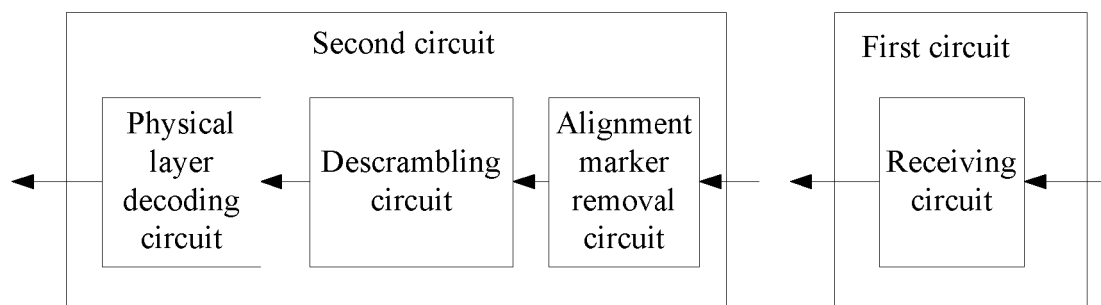 Second circuit
First circuit
Physical
layer
decoding
circuit
Descrambling
circuit
Alignment
marker
removal
circuit
Receiving
circuit